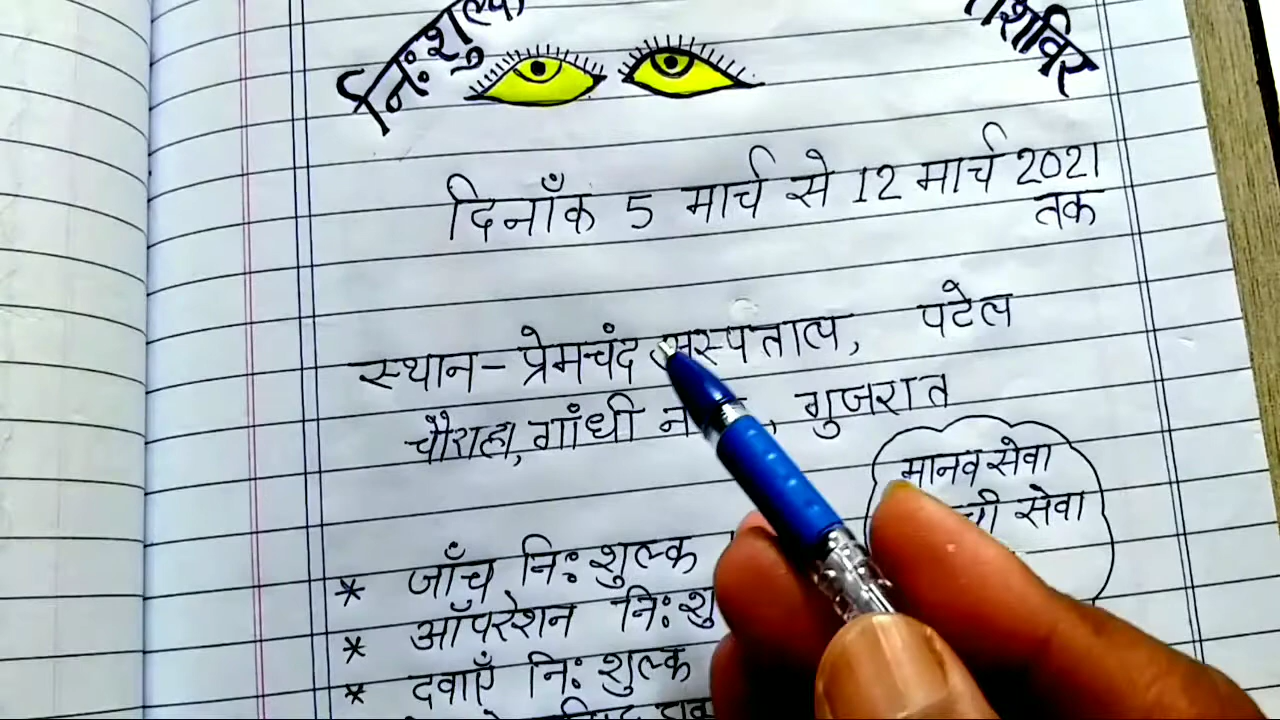 निःशुल्क शिविर
दिनाँक 5 मार्च से 12 मार्च 2021
तक
स्थान- प्रेमचंद अस्पताल, पटेल
चौराहा, गांधी गुजरात
मानव सेवा
सेवा
* जाँच निःशुल्क
* ऑपरेशन
* दवाएँ निःशुल्क